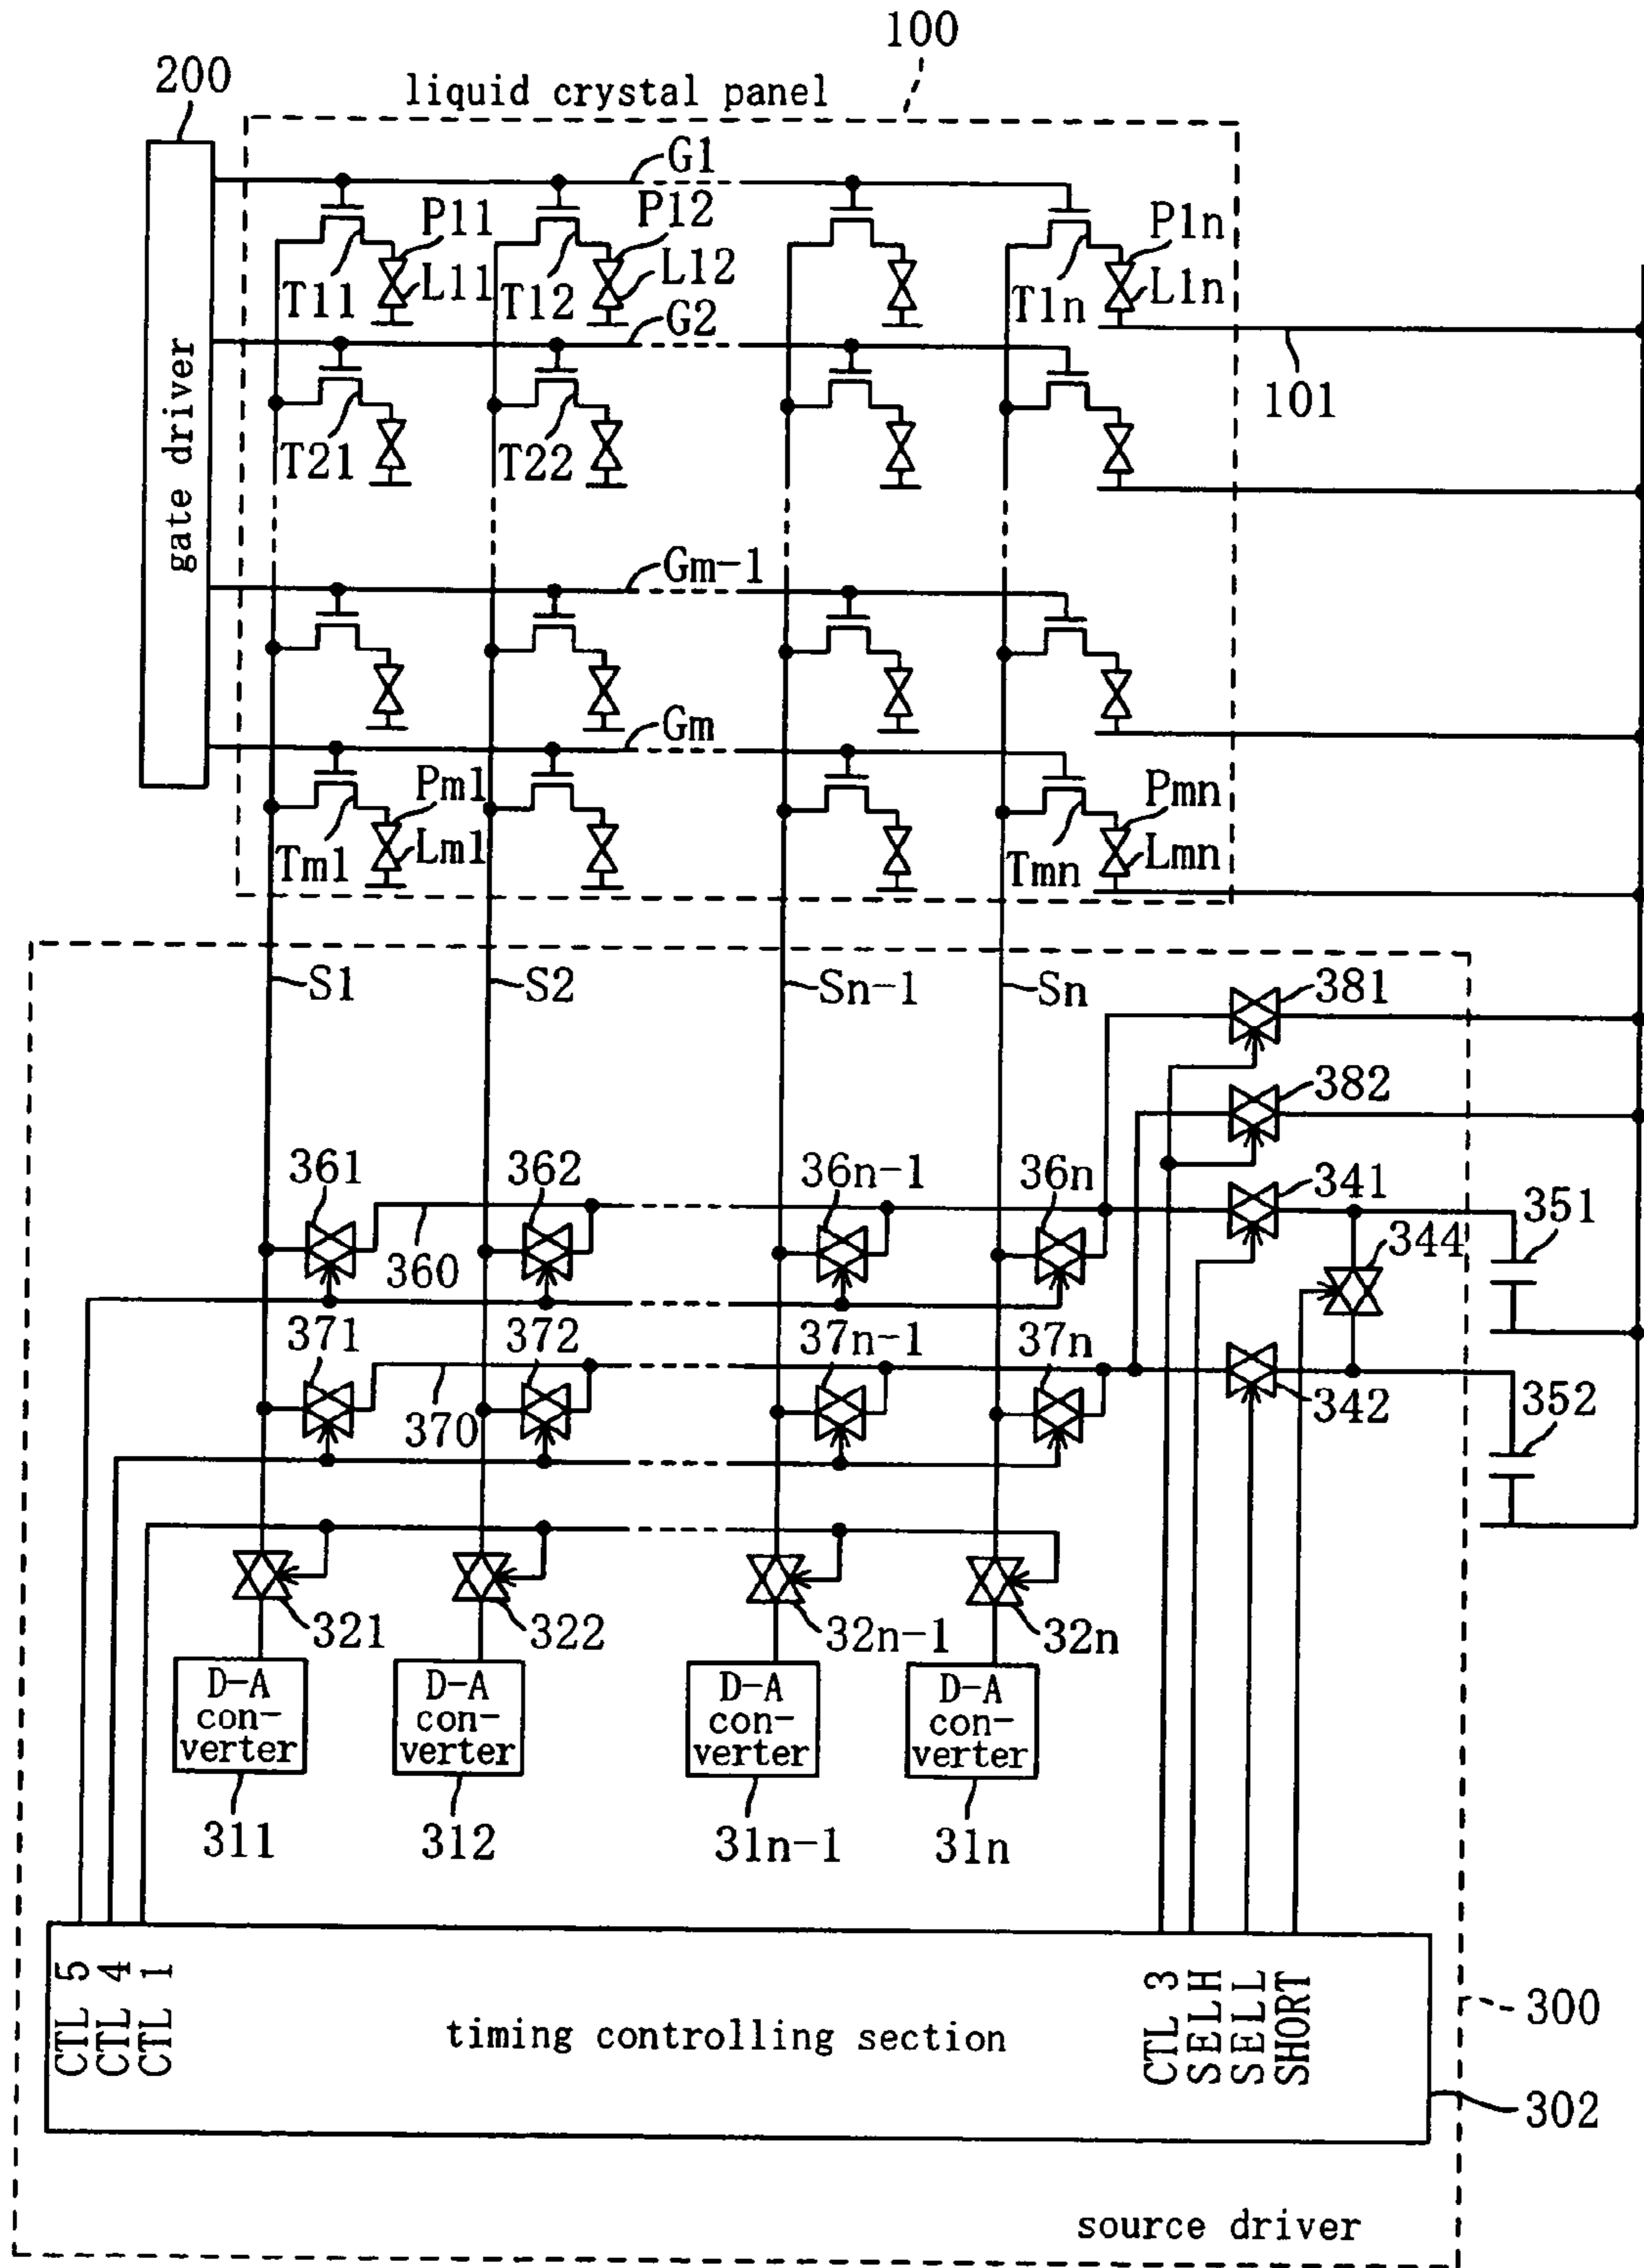 100
200
liquid crystal panel
gate driver
G1
P11
P12
P1n
T11
L11
T12
L12
T1n
L1n
G2
101
T21
T22
Gm-1
Gm
Pm1
Pmn
Tm1
Lm1
Tmn
Lmn
S1
S2
Sn-1
Sn
381
382
361
362
36n-1
36n
341
351
344
360
371
372
37n-1
37n
370
342
352
321
322
32n-1
32n
D-A
con-
verter
D-A
con-
verter
D-A
con-
verter
D-A
con-
verter
311
312
31n-1
31n
CTL 5
CTL 4
CTL 1
timing controlling section
CTL 3
SELH
SELL
SHORT
300
302
source driver